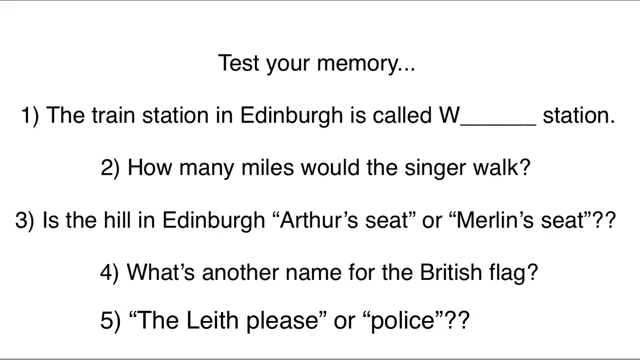 Test your memory...
1) The train station in Edinburgh is called W______ station.
2) How many miles would the singer walk?
3) Is the hill in Edinburgh “Arthur’s seat” or “Merlin’s seat”??
4) What’s another name for the British flag?
5) “The Leith please” or “police”??